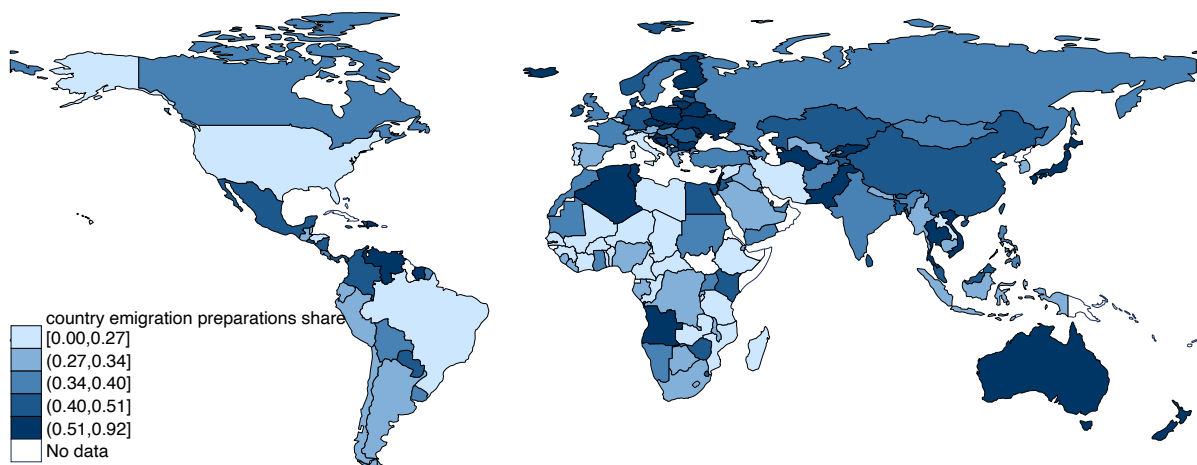 country emigration preparations share
[0.00,0.27]
(0.27,0.34]
(0.34,0.40]
(0.40,0.51]
(0.51,0.92]
No data